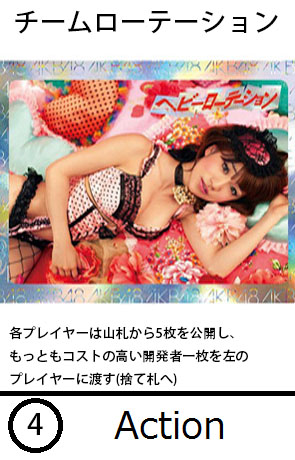 チームローテーション
ヘビーローテーション
各プレイヤーは山札から5枚を公開し、
もっともコストの高い開発者一枚を左の
プレイヤーに渡す(捨て札へ)
4 Action